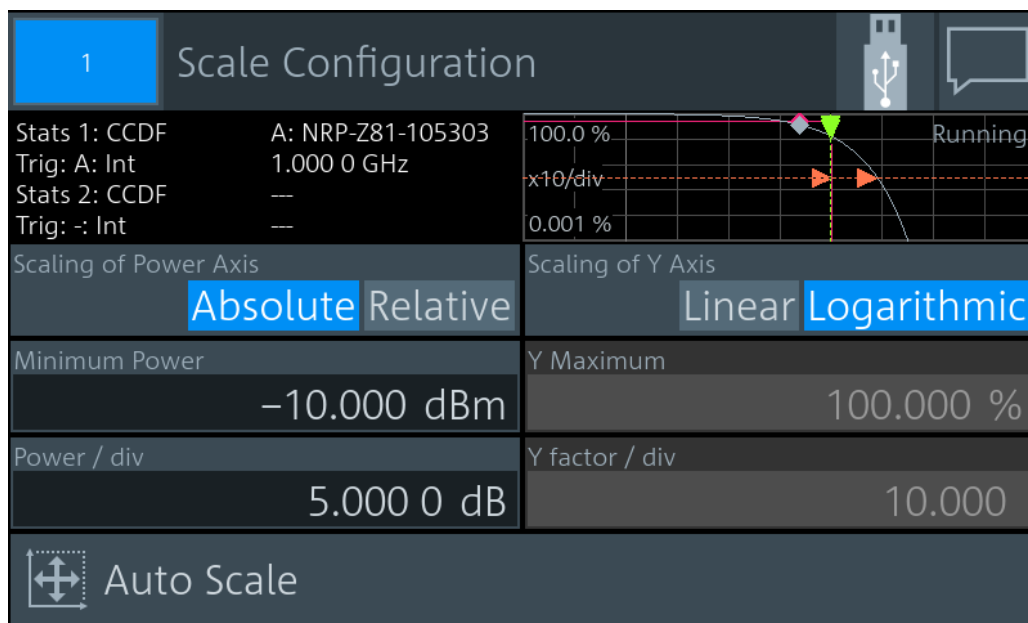 1 Scale Configuration
Stats 1: CCDF A: NRP-Z81-105303
Trig: A: Int 1.000 0 GHz
Stats 2: CCDF ---
Trig: -: Int ---
100.0 % Running
x10/div
0.001 %
Scaling of Power Axis
Absolute Relative
Scaling of Y Axis
Linear Logarithmic
Minimum Power
−10.000 dBm
Y Maximum
100.000 %
Power / div
5.000 0 dB
Y factor / div
10.000
Auto Scale